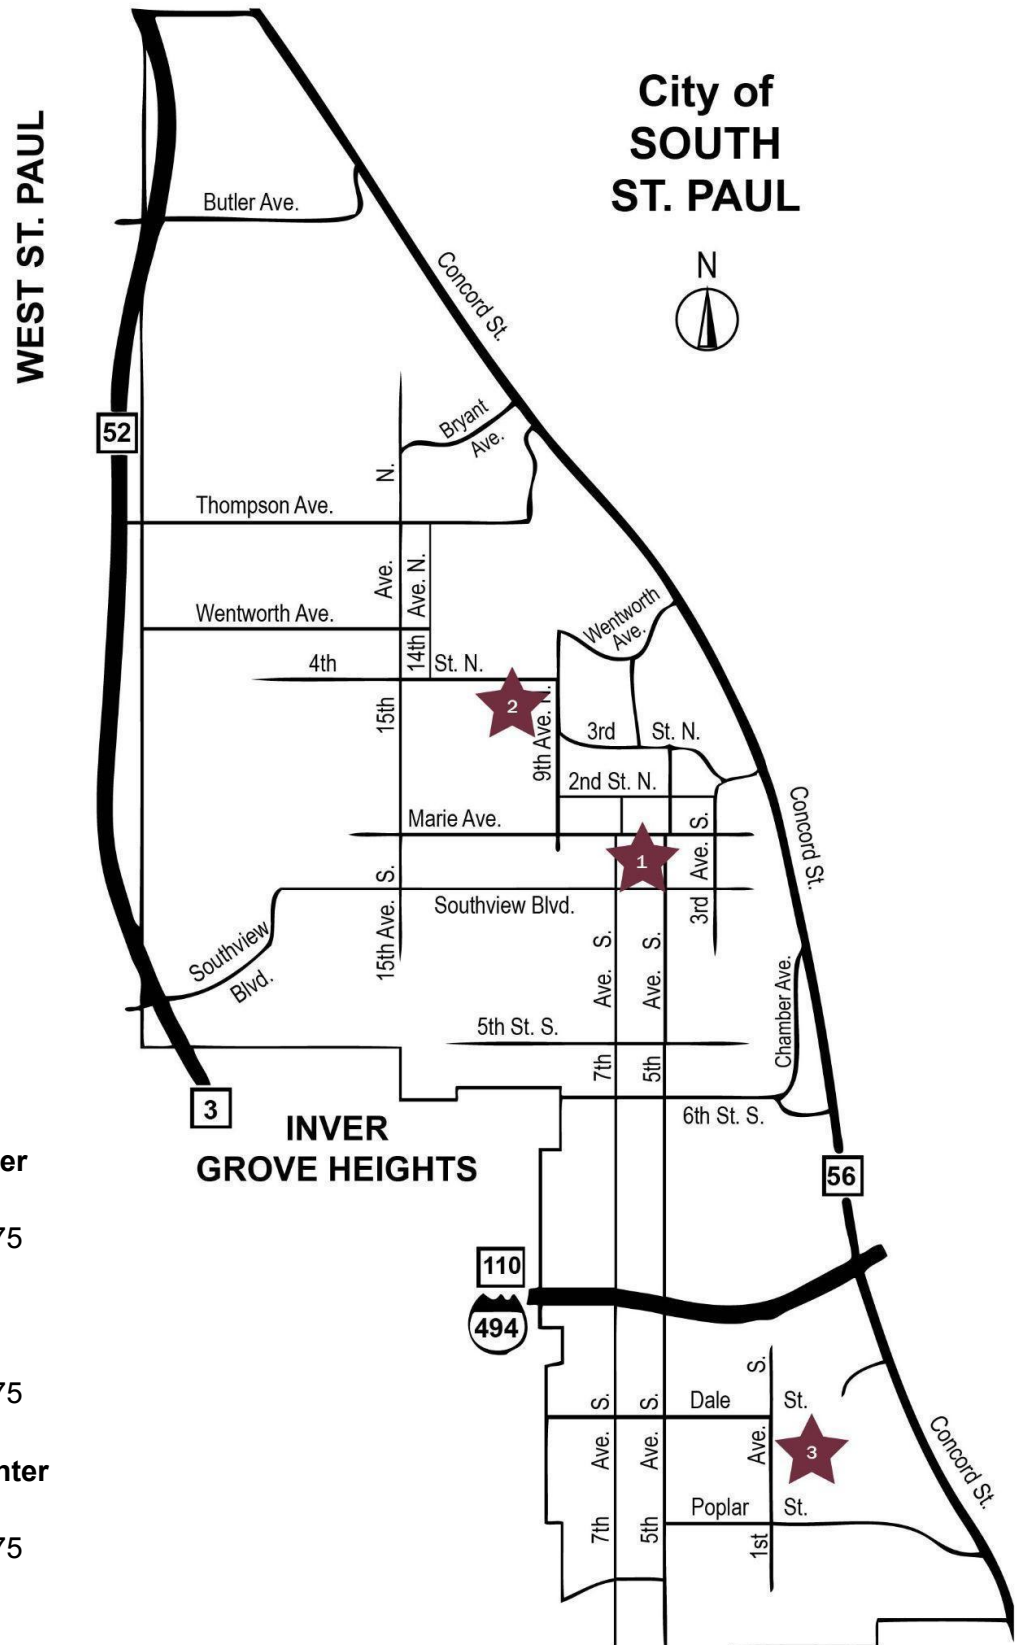 City of
SOUTH
ST. PAUL
WEST ST. PAUL
N
Butler Ave.
Concord St.
Bryant
Ave.
52
N.
Thompson Ave.
Ave.
Ave. N.
Wentworth
Ave.
Wentworth Ave.
14th
4th
St. N.
15th
2
9th Ave. N.
3rd
St. N.
2nd St. N.
Marie Ave.
Concord St.
1
3rd Ave. S.
15th Ave. S.
Southview Blvd.
Southview
Blvd.
7th Ave. S.
5th Ave. S.
Chamber Ave.
5th St. S.
6th St. S.
3
INVER
GROVE HEIGHTS
er
75
56
110
494
75
nter
75
Dale
St.
7th Ave. S.
5th Ave. S.
1st Ave. S.
3
Concord St.
Poplar
St.